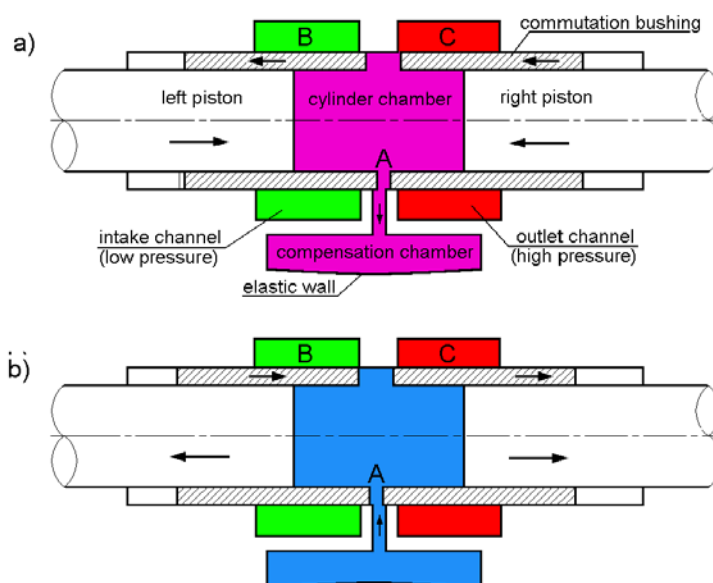 a)
B
C
commutation bushing
left piston
cylinder chamber
right piston
A
intake channel
(low pressure)
compensation chamber
outlet channel
(high pressure)
elastic wall
b)
B
C
A